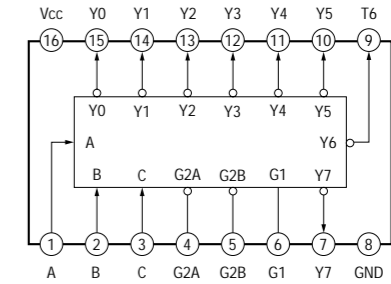 Vcc Y0 Y1 Y2 Y3 Y4 Y5 T6
16 15 14 13 12 11 10 9
Y0 Y1 Y2 Y3 Y4 Y5
A Y6
B C G2A G2B G1 Y7
1 2 3 4 5 6 7 8
A B C G2A G2B G1 Y7 GND